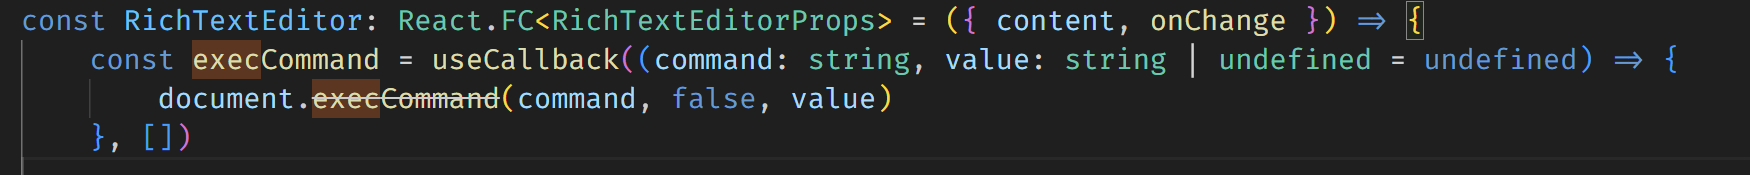 const RichTextEditor: React.FC<RichTextEditorProps> = ({ content, onChange }) => {
    const execCommand = useCallback((command: string, value: string | undefined = undefined) => {
        document.execCommand(command, false, value)
    }, [])